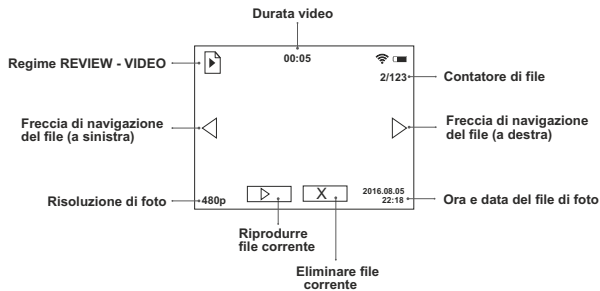 Durata video
Regime REVIEW - VIDEO
00:05
2/123
Contatore di file
Freccia di navigazione
del file (a sinistra)
Freccia di navigazione
del file (a destra)
Risoluzione di foto
480p
X
2016.08.05
22:18
Ora e data del file di foto
Riprodurre
file corrente
Eliminare file
corrente